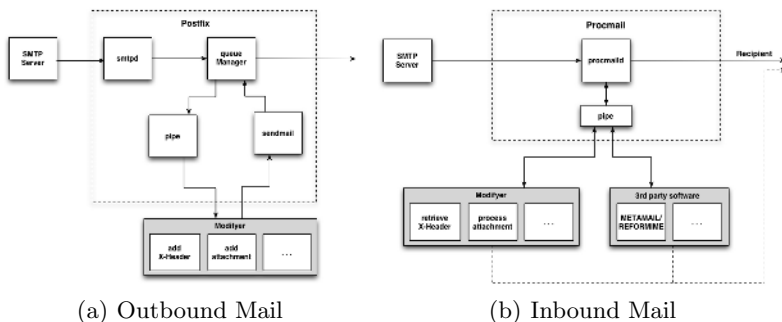 Postfix
SMTP
Server
smtpd
queue
Manager
pipe
sendmail
Modifyer
add
X-Header
add
attachment
...
(a) Outbound Mail
Procmail
SMTP
Server
procmaild
Recipient
pipe
Modifyer
retrieve
X-Header
process
attachment
...
3rd party software
METAMAIL/
REFORMIME
...
(b) Inbound Mail